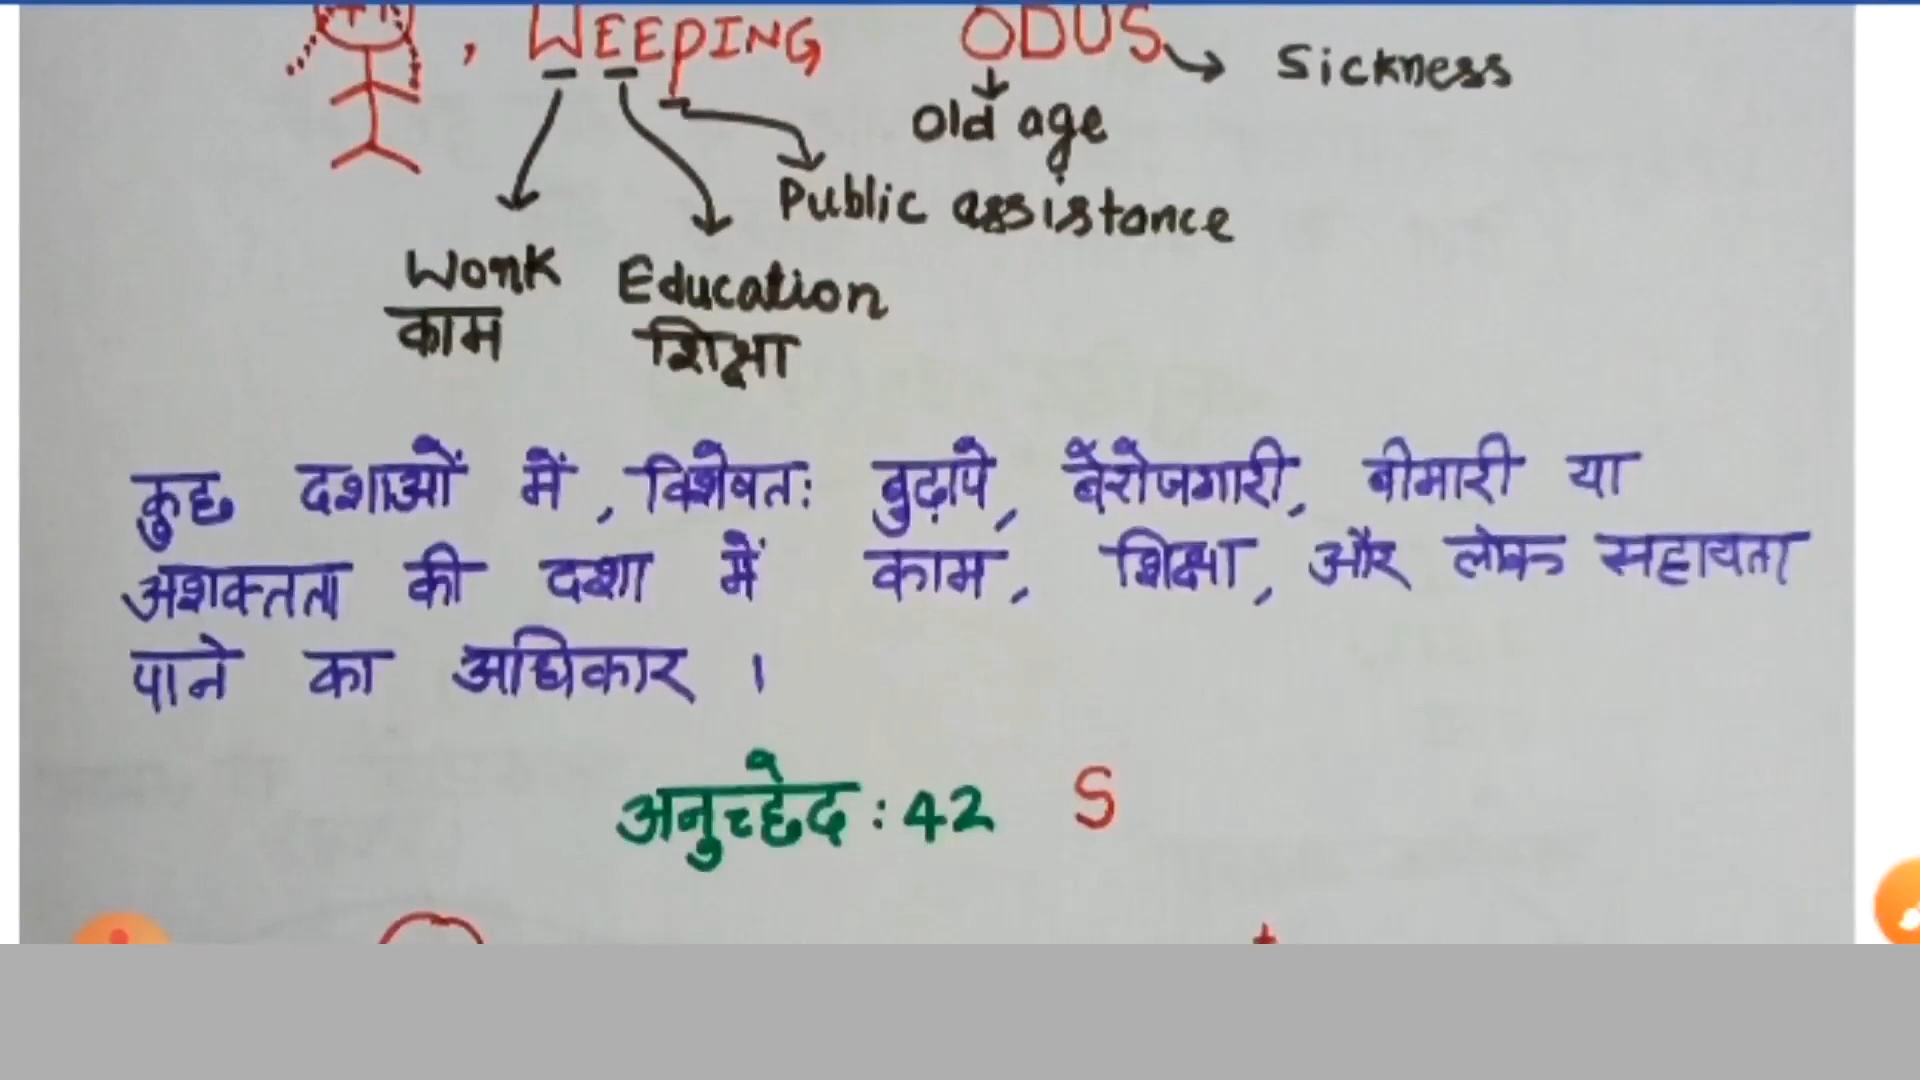 , WEEPING ODUS
Sickness
Old age
Public assistance
Work Education
काम शिक्षा
कुछ दशाओं में, विशेषतः बुढ़ापे, बेंरोजगारी, बीमारी या
अशक्तता की दशा में काम, शिक्षा, और लोक सहायता
पाने का अधिकार ।
अनुच्छेद : 42 S